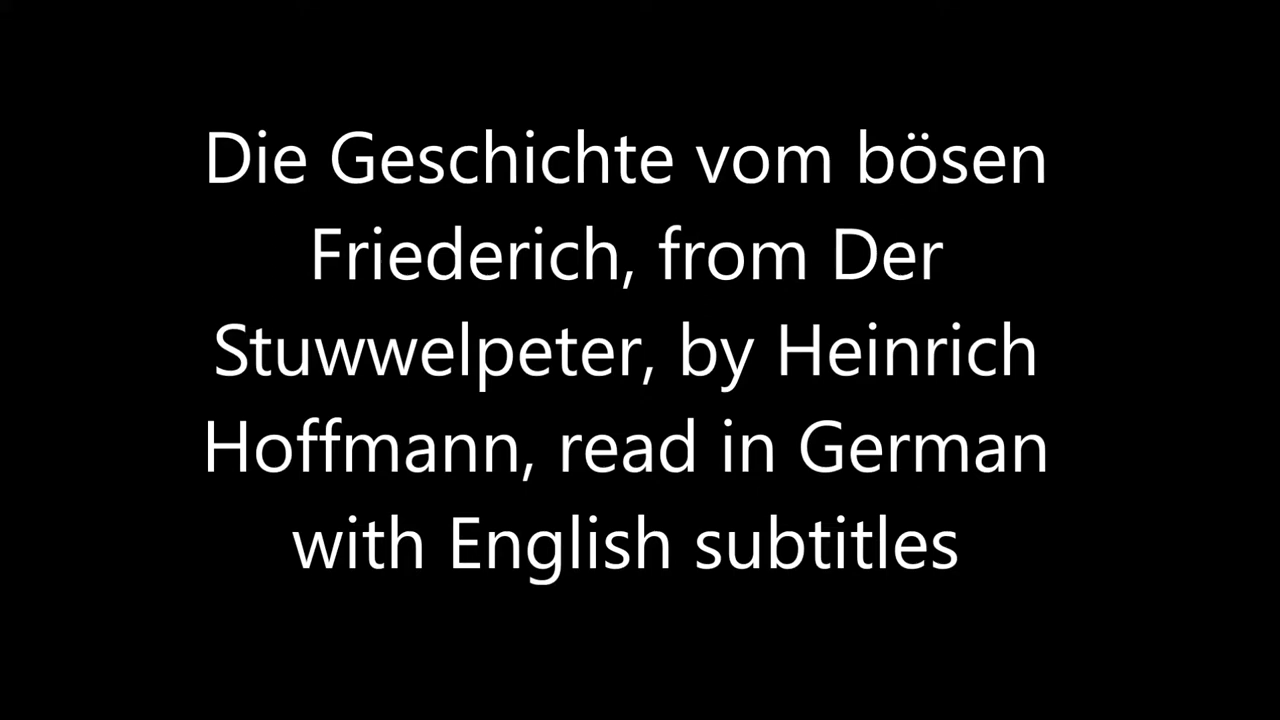 Die Geschichte vom bösen
Friederich, from Der
Stuwwelpeter, by Heinrich
Hoffmann, read in German
with English subtitles